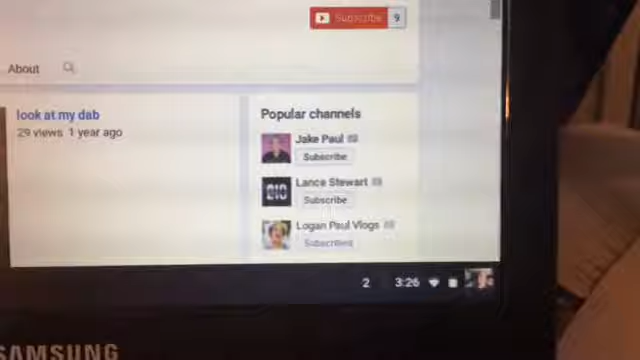 Subscribe 9
About
look at my dab
29 views 1 year ago
Popular channels
Jake Paul
Subscribe
Lance Stewart
Subscribe
Logan Paul Vlogs
Subscribed
2 3:26
SAMSUNG